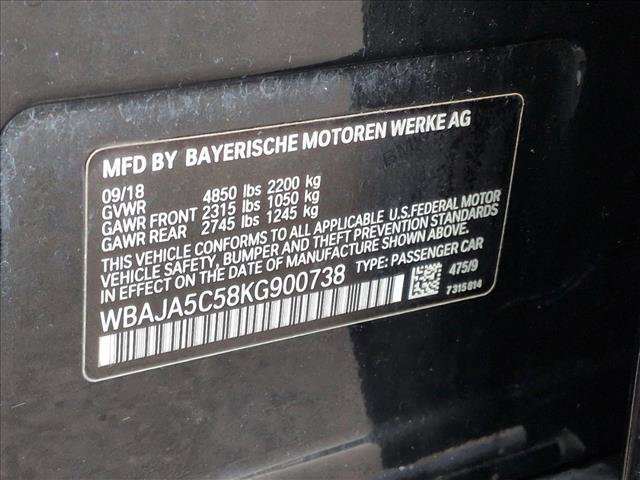 MFD BY BAYERISCHE MOTOREN WERKE AG
09/18
GVWR 4850 lbs 2200 kg
GAWR FRONT 2315 lbs 1050 kg
GAWR REAR 2745 lbs 1245 kg
THIS VEHICLE CONFORMS TO ALL APPLICABLE U.S.FEDERAL MOTOR
VEHICLE SAFETY, BUMPER AND THEFT PREVENTION STANDARDS
IN EFFECT ON THE DATE OF MANUFACTURE SHOWN ABOVE.
WBAJA5C58KG900738 TYPE: PASSENGER CAR
475/9
7315814